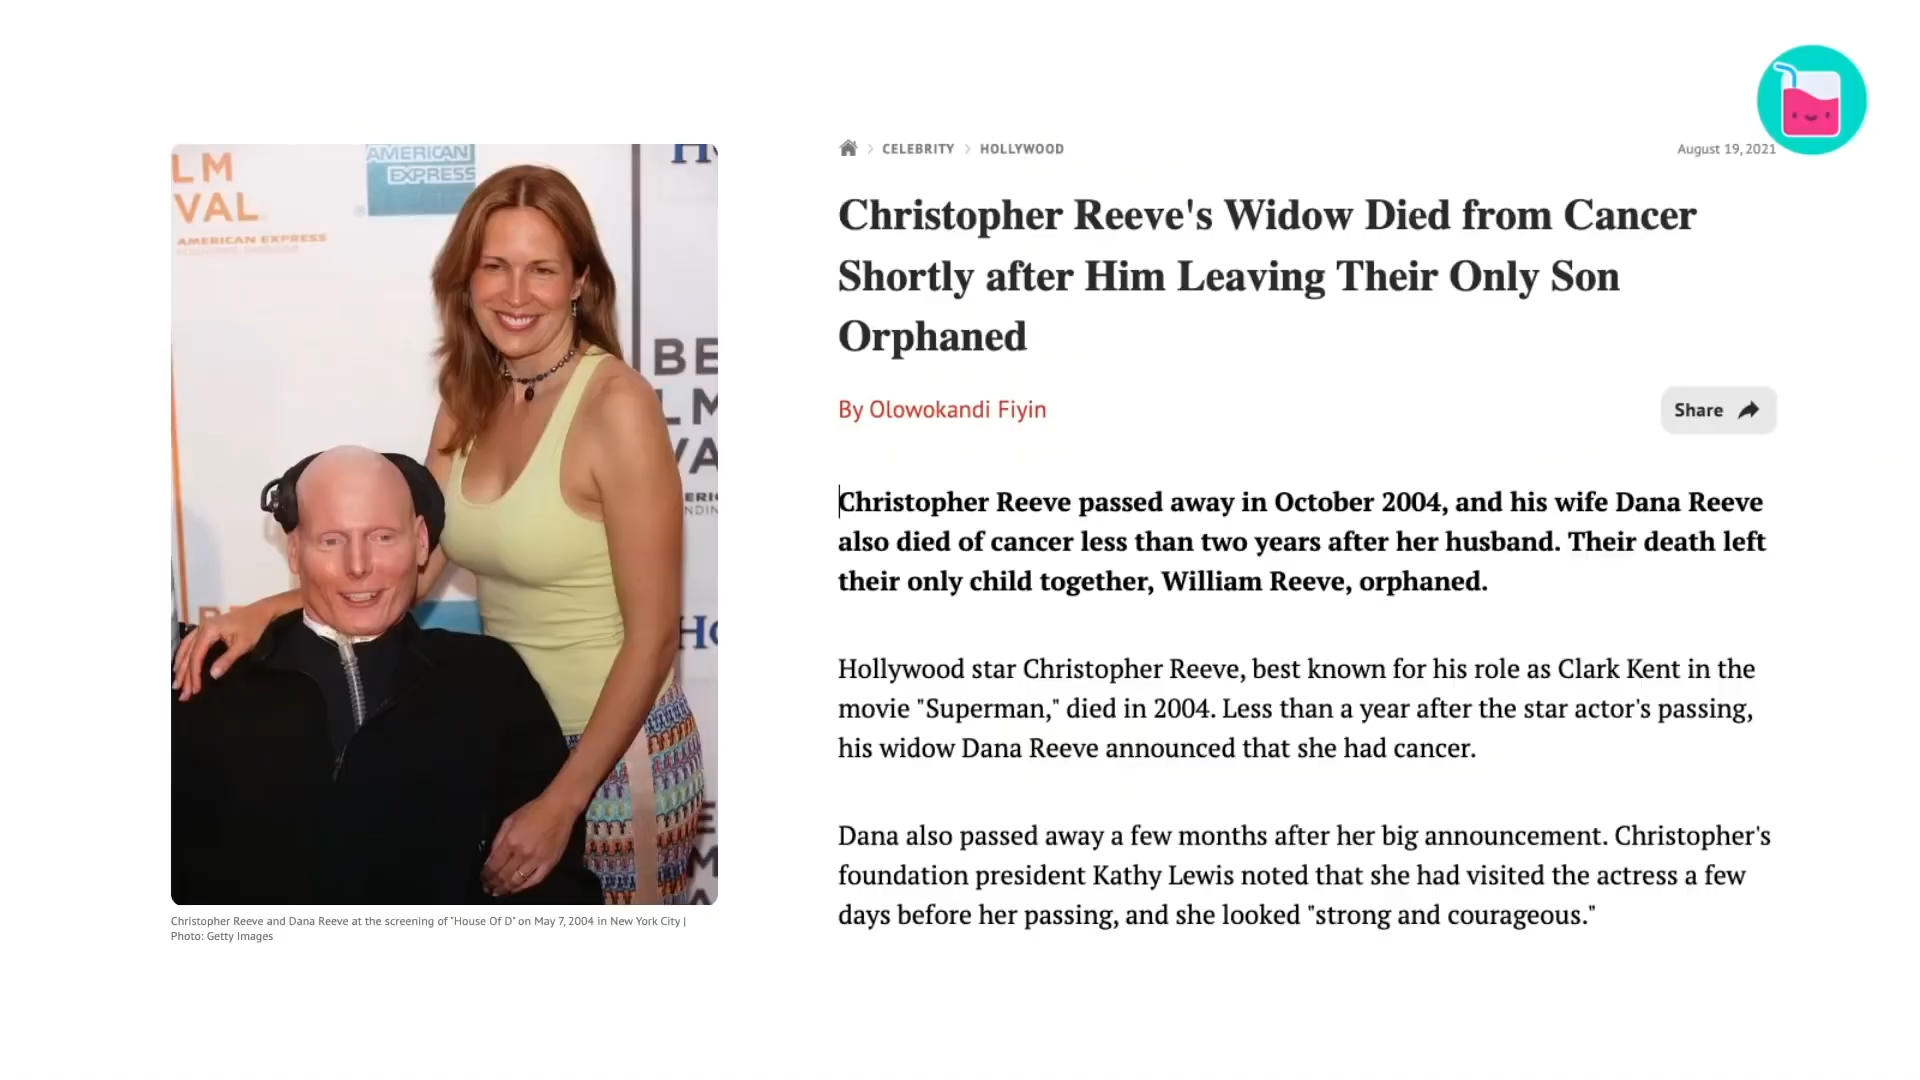 LM
VAL
AMERICAN EXPRESS
AMERICAN
EXPRESS
®
BE
LM
VA
CELEBRITY > HOLLYWOOD
August 19, 2021
Christopher Reeve's Widow Died from Cancer
Shortly after Him Leaving Their Only Son
Orphaned
By Olowokandi Fiyin
Share
Christopher Reeve passed away in October 2004, and his wife Dana Reeve
also died of cancer less than two years after her husband. Their death left
their only child together, William Reeve, orphaned.
Hollywood star Christopher Reeve, best known for his role as Clark Kent in the
movie "Superman," died in 2004. Less than a year after the star actor's passing,
his widow Dana Reeve announced that she had cancer.
Dana also passed away a few months after her big announcement. Christopher's
foundation president Kathy Lewis noted that she had visited the actress a few
days before her passing, and she looked "strong and courageous."
Christopher Reeve and Dana Reeve at the screening of "House Of D" on May 7, 2004 in New York City |
Photo: Getty Images